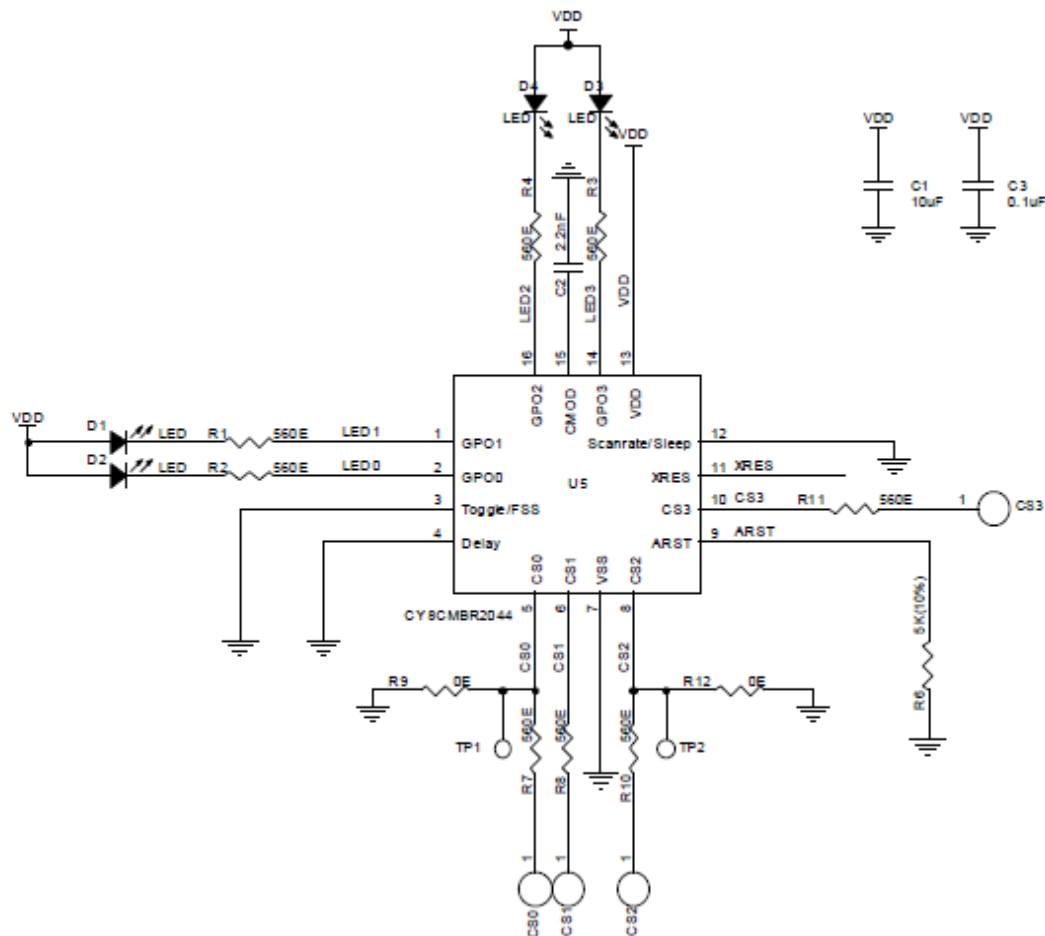 VDD
D4
D3
LED
LED
VDD
VDD
VDD
C1
10uF
C3
0.1uF
R4
560E
2.2nF
C2
R3
560E
LED2
LED3
VDD
16
15
14
13
GPO2
CMOD
GPO3
VDD
VDD
D1
LED
R1
560E
LED1
1
GPO1
D2
LED
R2
560E
LED0
2
GPO0
3
Toggle/FSS
4
Delay
U5
Scanrate/Sleep
12
XRES
11
XRES
CS3
10
CS3
R11
560E
1
CS3
ARST
9
ARST
5K(10%)
R6
CS0
CS1
VSS
CS2
CY8CMBR2044
5
6
7
8
CS0
CS1
CS2
R9
0E
R12
0E
TP1
TP2
560E
R7
560E
R8
560E
R10
1
1
1
CS0
CS1
CS2